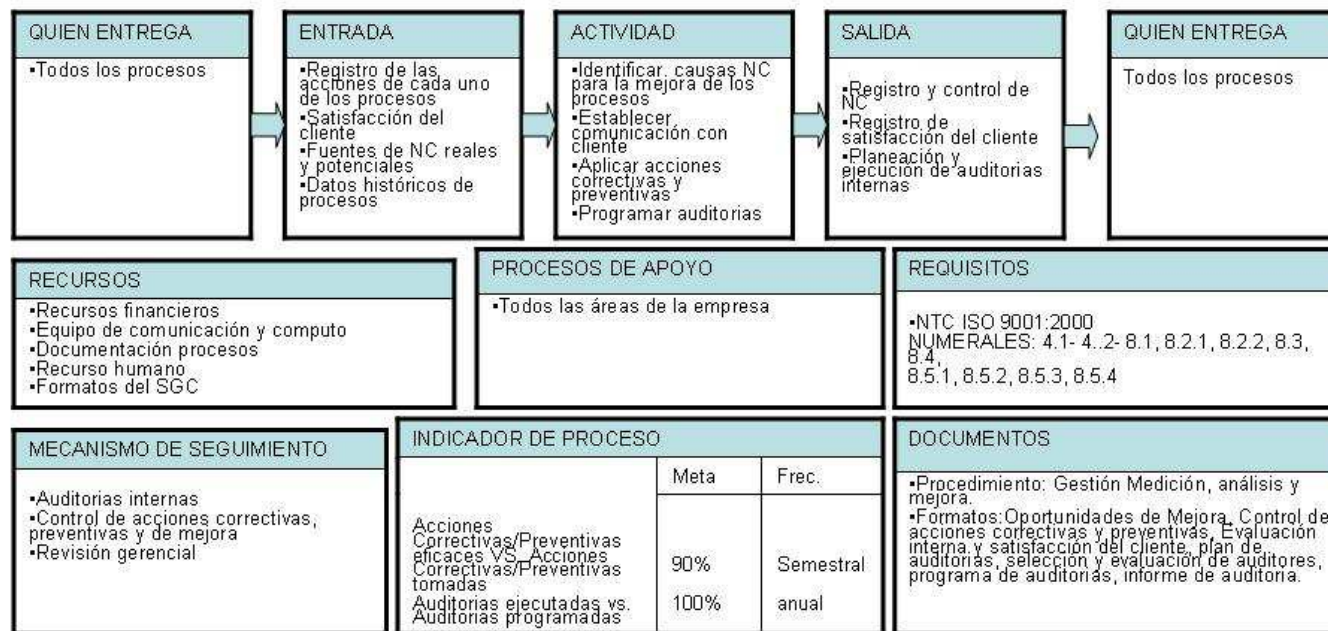 QUIEN ENTREGA
▪Todos los procesos
ENTRADA
▪Registro de las
acciones de cada uno
de los procesos
▪Satisfacción del
cliente
▪Fuentes de NC reales
y potenciales
▪Datos históricos de
procesos
ACTIVIDAD
▪Identificar. causas NC
para la mejora de los
procesos
▪Establecer
comunicación con
cliente
▪Aplicar acciones
correctivas y
preventivas
▪Programar auditorias
SALIDA
▪Registro y control de
NC
▪Registro de
satisfacción del cliente
▪Planeación y
ejecución de auditorias
internas
QUIEN ENTREGA
Todos los procesos
RECURSOS
▪Recursos financieros
▪Equipo de comunicación y computo
▪Documentación procesos
▪Recurso humano
▪Formatos del SGC
PROCESOS DE APOYO
▪Todos las áreas de la empresa
REQUISITOS
▪NTC ISO 9001:2000
NUMERALES: 4.1- 4..2- 8.1, 8.2.1, 8.2.2, 8.3,
8.4,
8.5.1, 8.5.2, 8.5.3, 8.5.4
MECANISMO DE SEGUIMIENTO
▪Auditorias internas
▪Control de acciones correctivas,
preventivas y de mejora
▪Revisión gerencial
INDICADOR DE PROCESO
Meta Frec.
Acciones
Correctivas/Preventivas
eficaces VS. Acciones
Correctivas/Preventivas
tomadas
90% Semestral
Auditorias ejecutadas vs.
Auditorias programadas
100% anual
DOCUMENTOS
▪Procedimiento: Gestión Medición, análisis y
mejora.
▪Formatos:Oportunidades de Mejora, Control de
acciones correctivas y preventivas, Evaluación
interna y satisfacción del cliente, plan de
auditorias, selección y evaluación de auditores,
programa de auditorias, informe de auditoria.